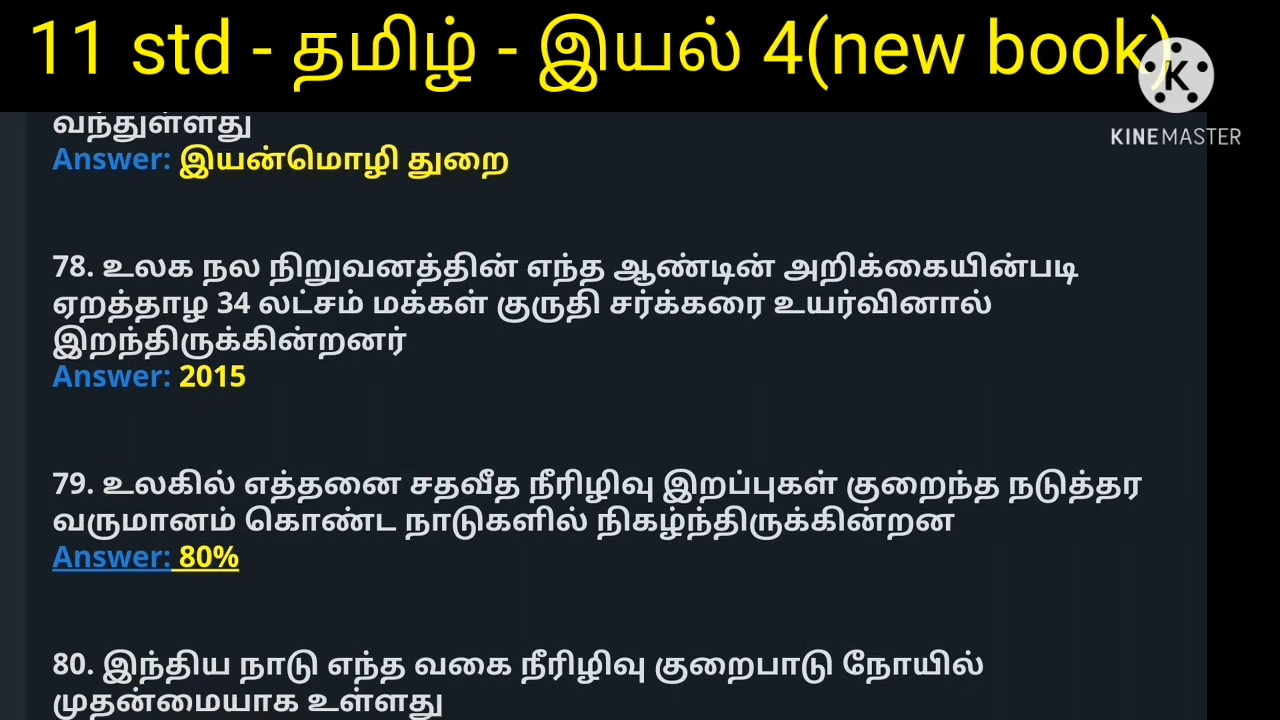 11 std - தமிழ் - இயல் 4(new book)
KINEMASTER
வந்துள்ளது
Answer: இயன்மொழி துறை
78. உலக நல நிறுவனத்தின் எந்த ஆண்டின் அறிக்கையின்படி
ஏறத்தாழ 34 லட்சம் மக்கள் குருதி சர்க்கரை உயர்வினால்
இறந்திருக்கின்றனர்
Answer: 2015
79. உலகில் எத்தனை சதவீத நீரிழிவு இறப்புகள் குறைந்த நடுத்தர
வருமானம் கொண்ட நாடுகளில் நிகழ்ந்திருக்கின்றன
Answer: 80%
80. இந்திய நாடு எந்த வகை நீரிழிவு குறைபாடு நோயில்
முதன்மையாக உள்ளது